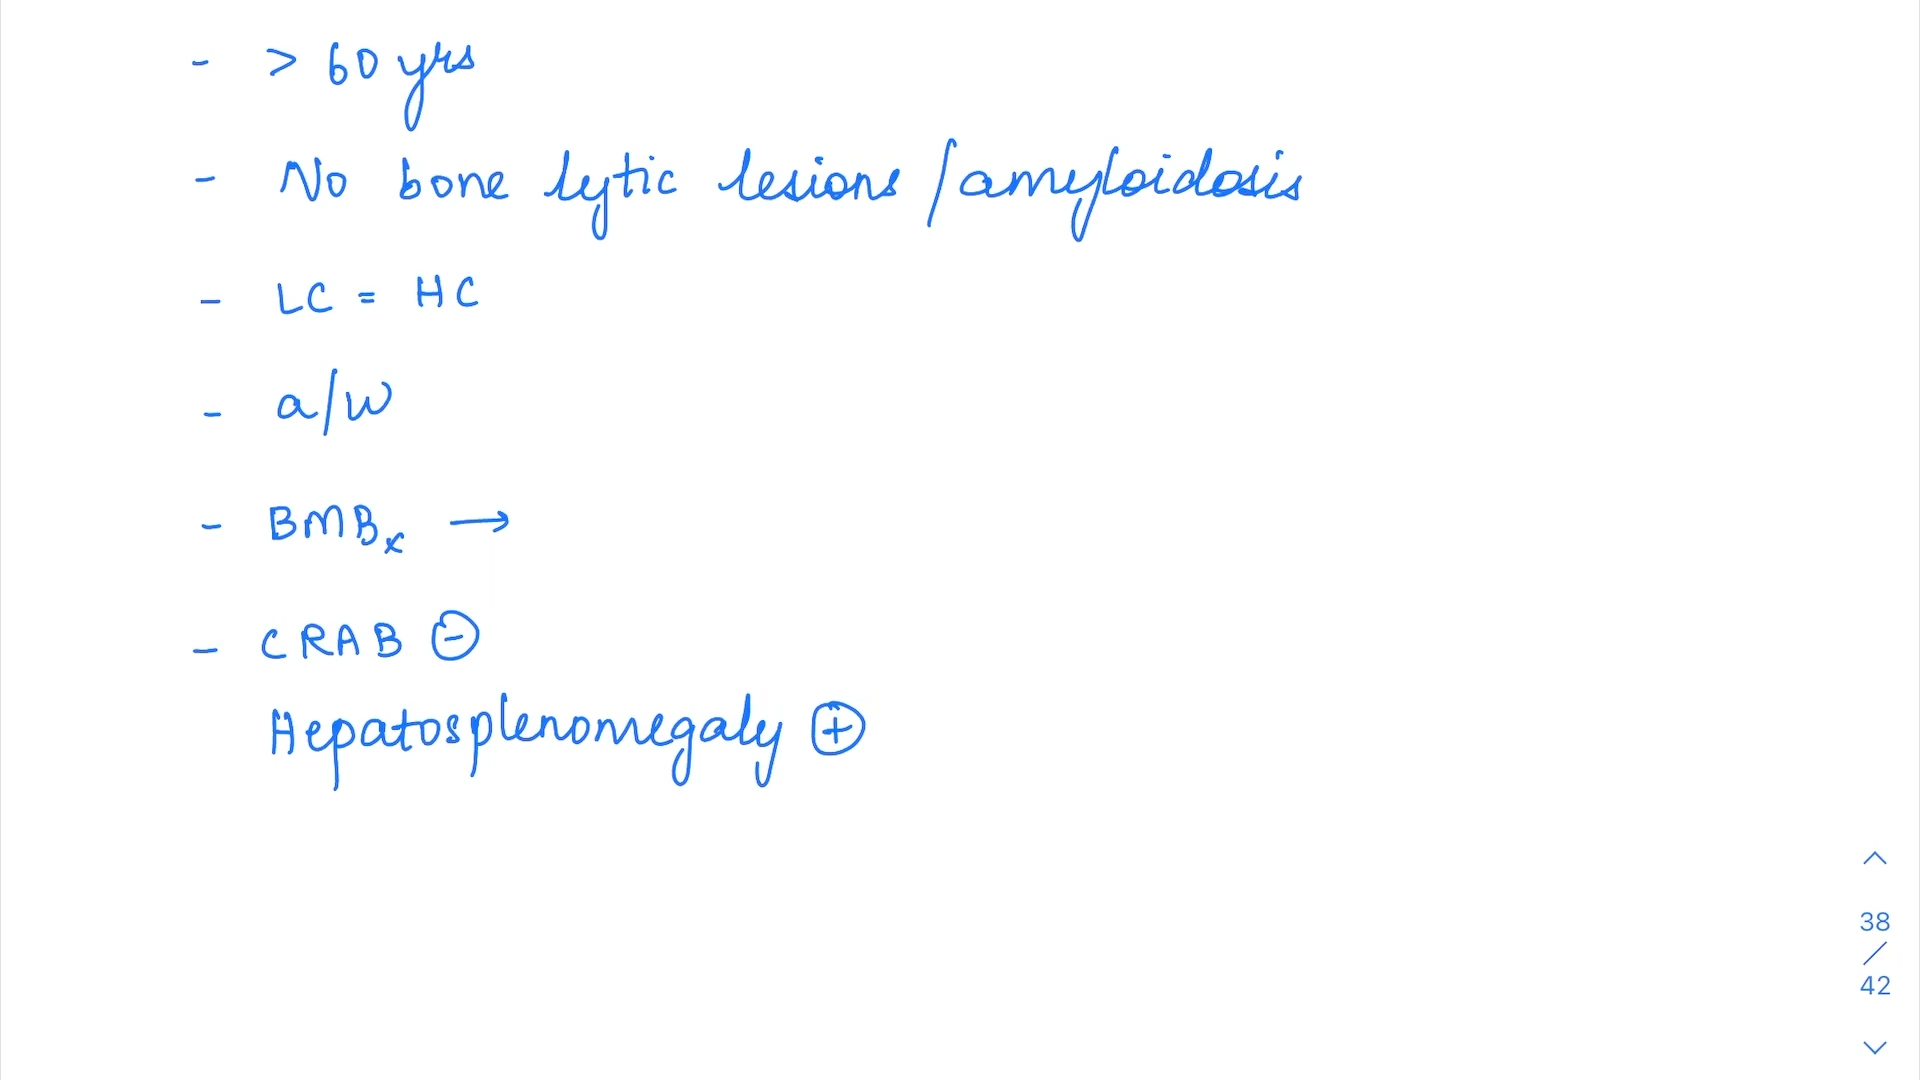 - > 60 yrs
- No bone lytic lesions / amyloidosis
- LC = HC
- a/w
- BMBx →
- CRAB ⊖
Hepatosplenomegaly ⊕
38
/
42